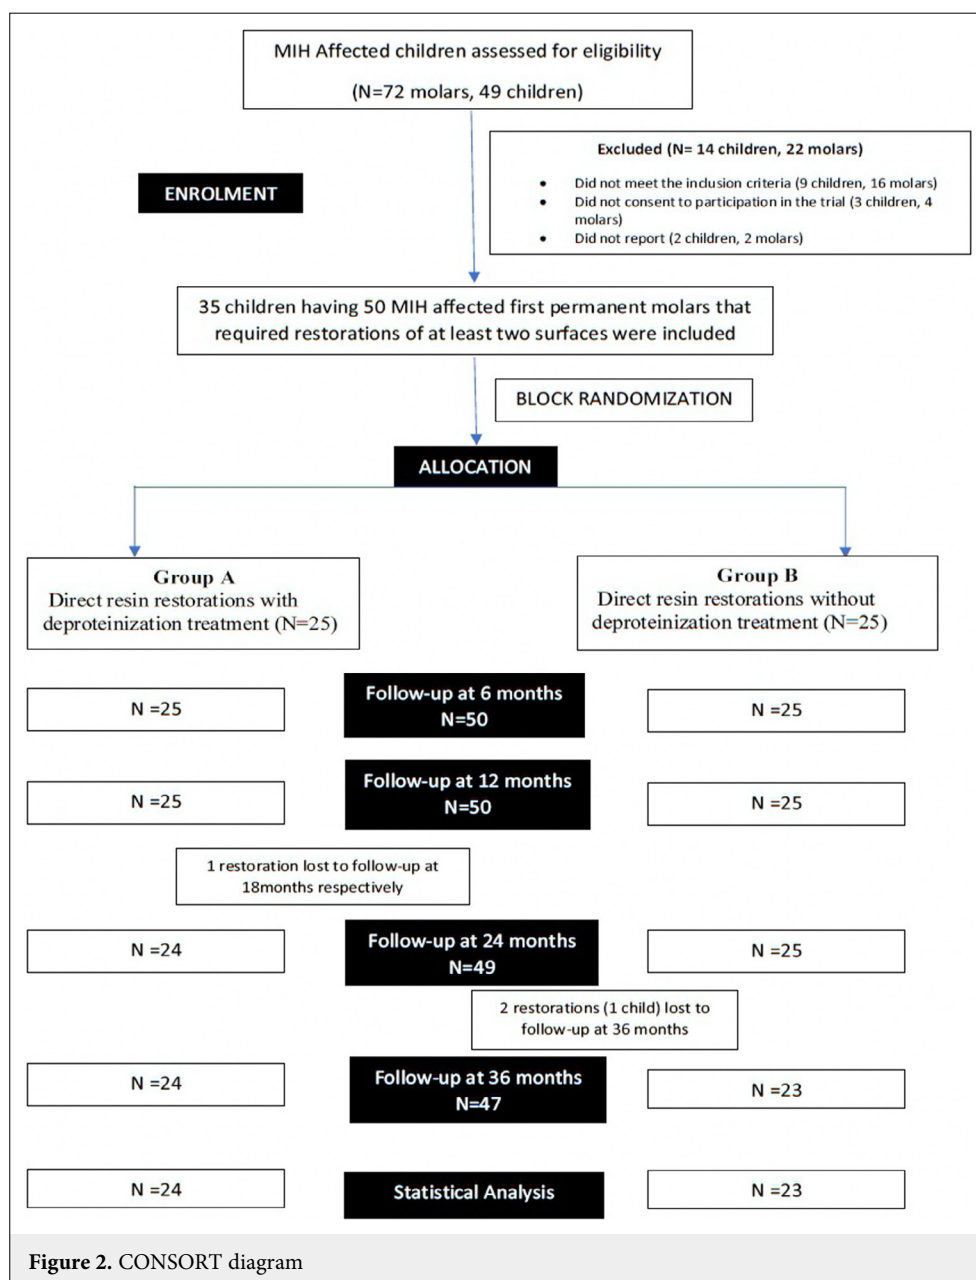 MIH Affected children assessed for eligibility
(N=72 molars, 49 children)
Excluded (N= 14 children, 22 molars)
• Did not meet the inclusion criteria (9 children, 16 molars)
• Did not consent to participation in the trial (3 children, 4
molars)
• Did not report (2 children, 2 molars)
ENROLMENT
35 children having 50 MIH affected first permanent molars that
required restorations of at least two surfaces were included
BLOCK RANDOMIZATION
ALLOCATION
Group A
Direct resin restorations with
deproteinization treatment (N=25)
Group B
Direct resin restorations without
deproteinization treatment (N=25)
N =25
Follow-up at 6 months
N=50
N =25
N =25
Follow-up at 12 months
N=50
N =25
1 restoration lost to follow-up at
18months respectively
N =24
Follow-up at 24 months
N=49
N =25
2 restorations (1 child) lost to
follow-up at 36 months
N =24
Follow-up at 36 months
N=47
N =23
N =24
Statistical Analysis
N =23
Figure 2. CONSORT diagram